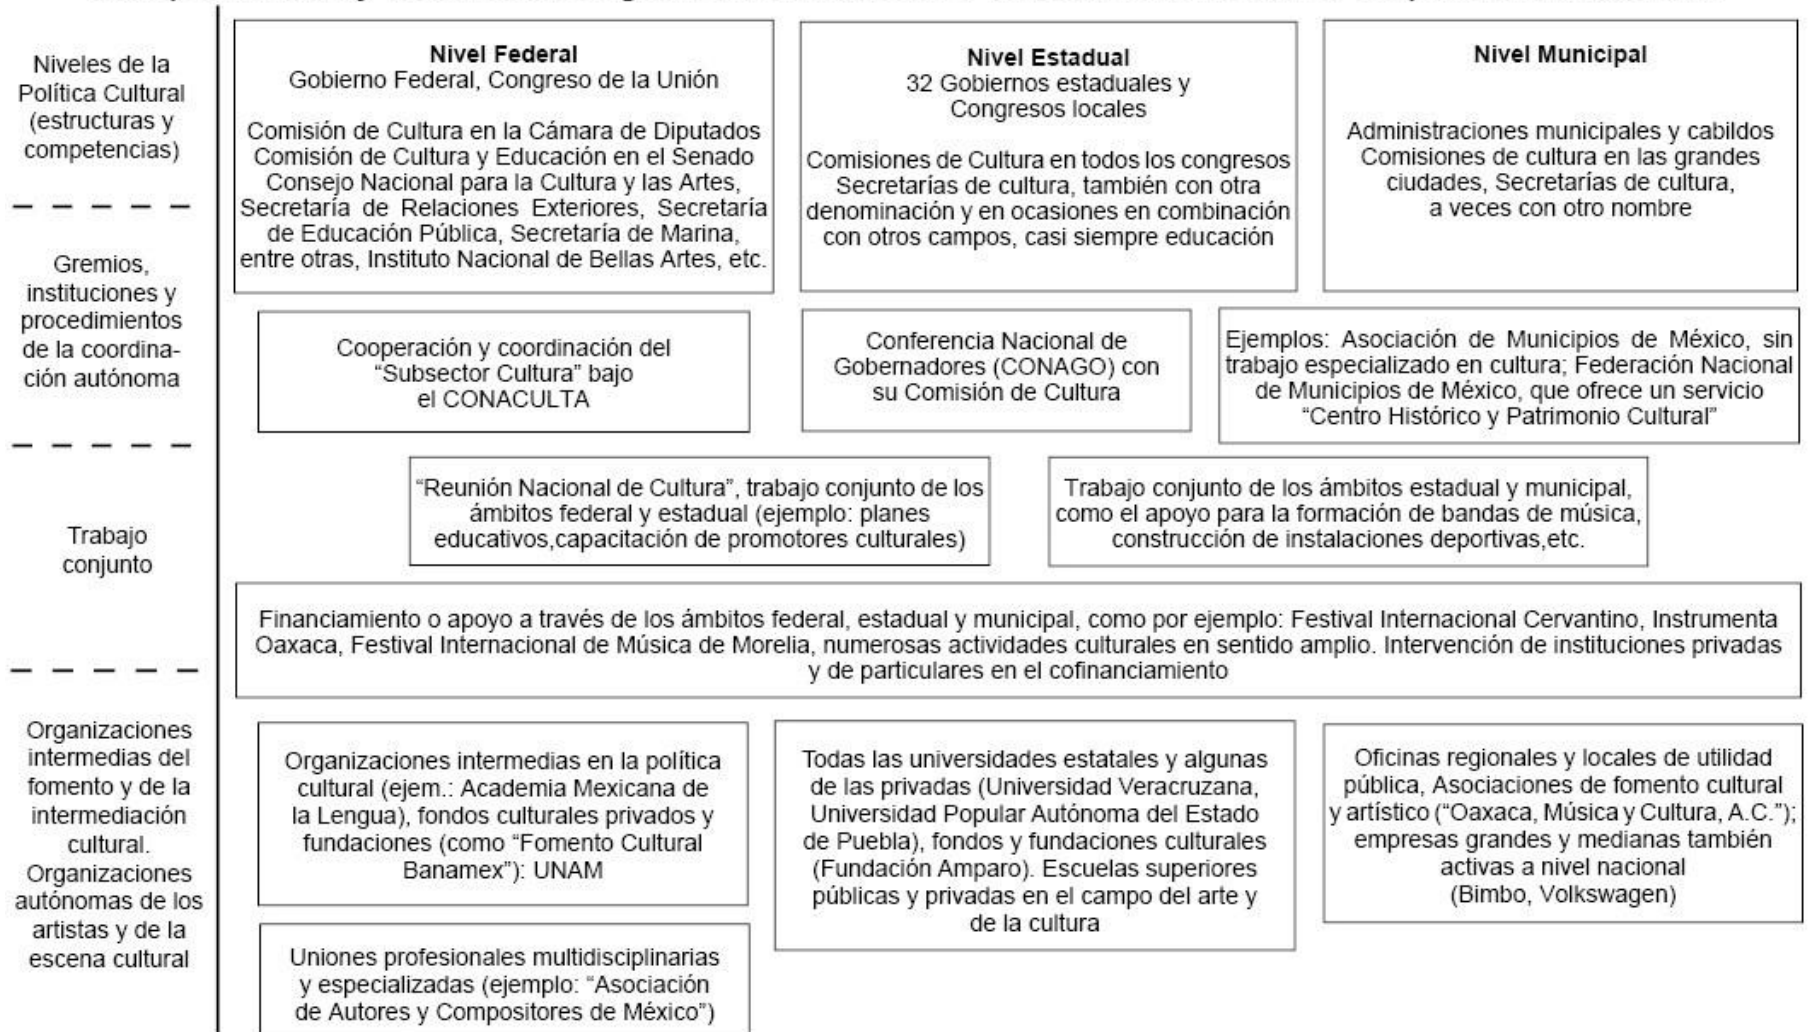 Niveles de la
Política Cultural
(estructuras y
competencias)
Nivel Federal
Gobierno Federal, Congreso de la Unión
Comisión de Cultura en la Cámara de Diputados
Comisión de Cultura y Educación en el Senado
Consejo Nacional para la Cultura y las Artes,
Secretaría de Relaciones Exteriores, Secretaría
de Educación Pública, Secretaría de Marina,
entre otras, Instituto Nacional de Bellas Artes, etc.
Nivel Estadual
32 Gobiernos estaduales y
Congresos locales
Comisiones de Cultura en todos los congresos
Secretarías de cultura, también con otra
denominación y en ocasiones en combinación
con otros campos, casi siempre educación
Nivel Municipal
Administraciones municipales y cabildos
Comisiones de cultura en las grandes
ciudades, Secretarías de cultura,
a veces con otro nombre
Gremios,
instituciones y
procedimientos
de la coordina-
ción autónoma
Cooperación y coordinación del
“Subsector Cultura” bajo
el CONACULTA
Conferencia Nacional de
Gobernadores (CONAGO) con
su Comisión de Cultura
Ejemplos: Asociación de Municipios de México, sin
trabajo especializado en cultura; Federación Nacional
de Municipios de México, que ofrece un servicio
“Centro Histórico y Patrimonio Cultural”
Trabajo
conjunto
“Reunión Nacional de Cultura”, trabajo conjunto de los
ámbitos federal y estadual (ejemplo: planes
educativos,capacitación de promotores culturales)
Trabajo conjunto de los ámbitos estadual y municipal,
como el apoyo para la formación de bandas de música,
construcción de instalaciones deportivas,etc.
Financiamiento o apoyo a través de los ámbitos federal, estadual y municipal, como por ejemplo: Festival Internacional Cervantino, Instrumenta
Oaxaca, Festival Internacional de Música de Morelia, numerosas actividades culturales en sentido amplio. Intervención de instituciones privadas
y de particulares en el cofinanciamiento
Organizaciones
intermedias del
fomento y de la
intermediación
cultural.
Organizaciones
autónomas de los
artistas y de la
escena cultural
Organizaciones intermedias en la política
cultural (ejem.: Academia Mexicana de
la Lengua), fondos culturales privados y
fundaciones (como “Fomento Cultural
Banamex”): UNAM
Todas las universidades estatales y algunas
de las privadas (Universidad Veracruzana,
Universidad Popular Autónoma del Estado
de Puebla), fondos y fundaciones culturales
(Fundación Amparo). Escuelas superiores
públicas y privadas en el campo del arte y
de la cultura
Oficinas regionales y locales de utilidad
pública, Asociaciones de fomento cultural
y artístico (“Oaxaca, Música y Cultura, A.C.”);
empresas grandes y medianas también
activas a nivel nacional
(Bimbo, Volkswagen)
Uniones profesionales multidisciplinarias
y especializadas (ejemplo: “Asociación
de Autores y Compositores de México”)